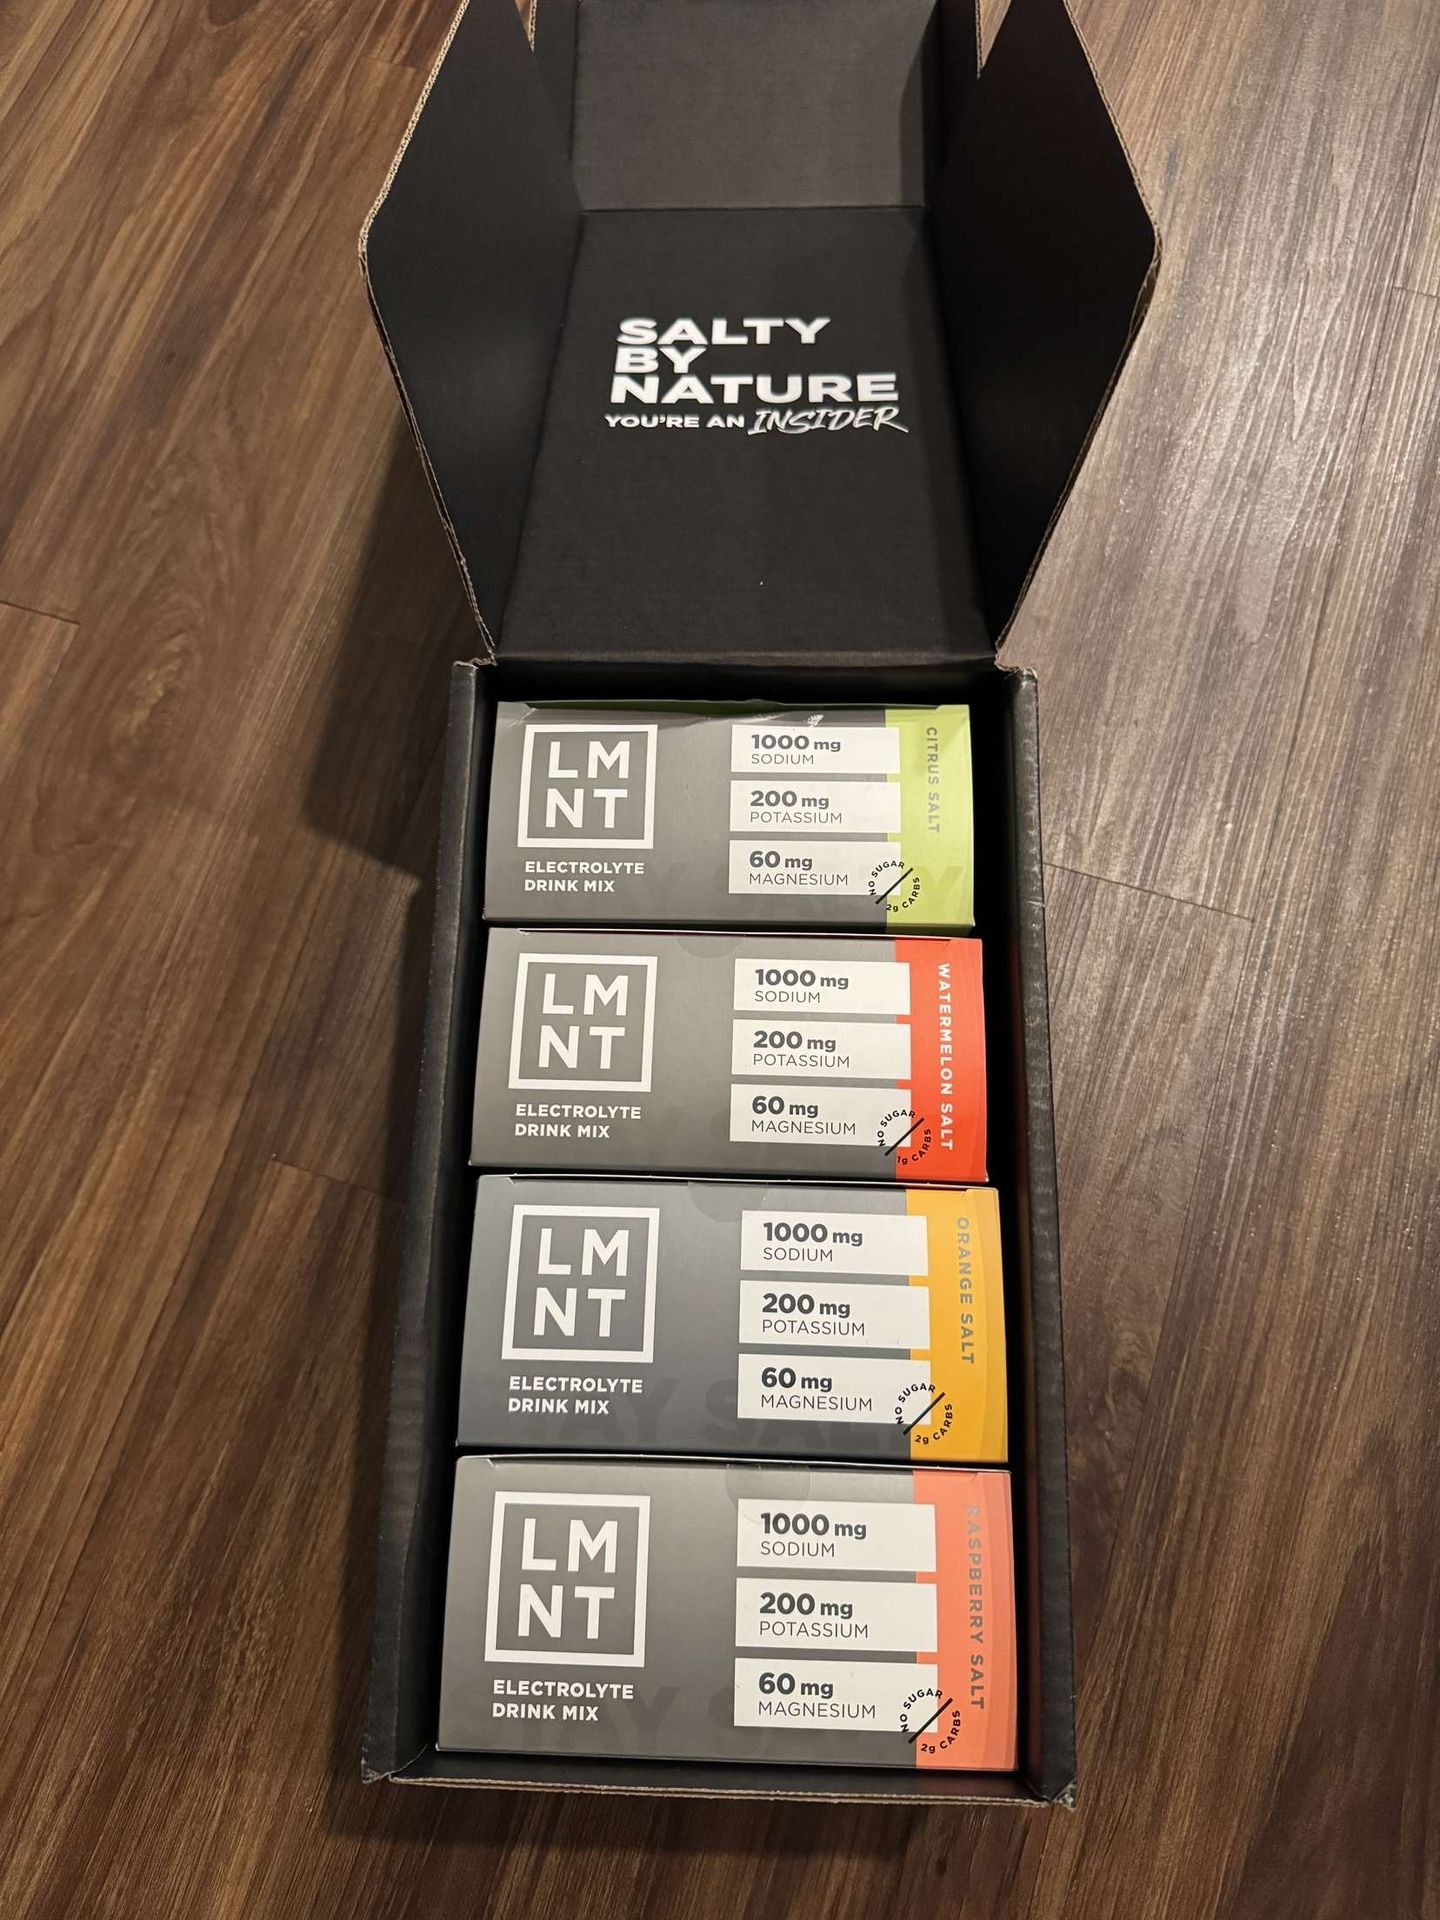 SALTY
BY
NATURE
YOU'RE AN INSIDER
LM
NT
ELECTROLYTE
DRINK MIX
1000 mg
SODIUM
200 mg
POTASSIUM
60 mg
MAGNESIUM
NO SUGAR
2g CARBS
CITRUS SALT
LM
NT
ELECTROLYTE
DRINK MIX
1000 mg
SODIUM
200 mg
POTASSIUM
60 mg
MAGNESIUM
NO SUGAR
1g CARBS
WATERMELON SALT
LM
NT
ELECTROLYTE
DRINK MIX
1000 mg
SODIUM
200 mg
POTASSIUM
60 mg
MAGNESIUM
NO SUGAR
2g CARBS
ORANGE SALT
LM
NT
ELECTROLYTE
DRINK MIX
1000 mg
SODIUM
200 mg
POTASSIUM
60 mg
MAGNESIUM
NO SUGAR
2g CARBS
RASPBERRY SALT